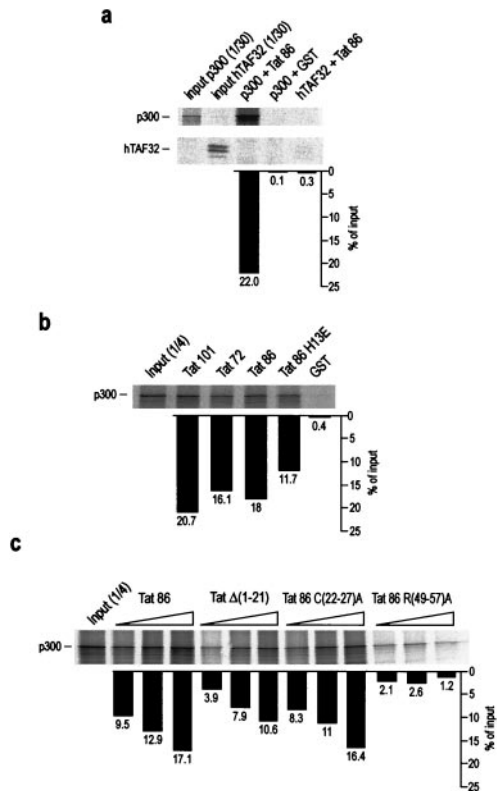 a
Input p300 (1/30)
Input hTAF32 (1/30)
p300 + Tat 86
p300 + GST
hTAF32 + Tat 86
p300
hTAF32
0
5
10
15
20
25
% of input
22.0
0.1
0.3
b
Input (1/4)
Tat 101
Tat 72
Tat 86
Tat 86 H13E
GST
p300
0
5
10
15
20
25
% of input
20.7
16.1
18
11.7
0.4
c
Input (1/4)
Tat 86
Tat Δ(1-21)
Tat 86 C(22-27)A
Tat 86 R(49-57)A
p300
0
5
10
15
20
25
% of input
9.5
12.9
17.1
3.9
7.9
10.6
8.3
11
16.4
2.1
2.6
1.2